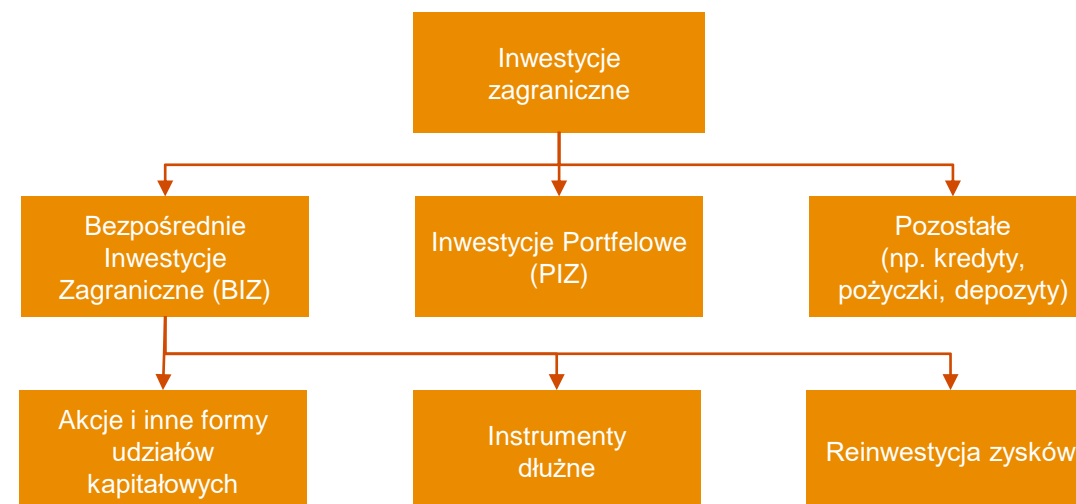 Inwestycje
zagraniczne
Bezpośrednie
Inwestycje
Zagraniczne (BIZ)
Inwestycje Portfelowe
(PIZ)
Pozostałe
(np. kredyty,
pożyczki, depozyty)
Akcje i inne formy
udziałów
kapitałowych
Instrumenty
dłużne
Reinwestycja zysków